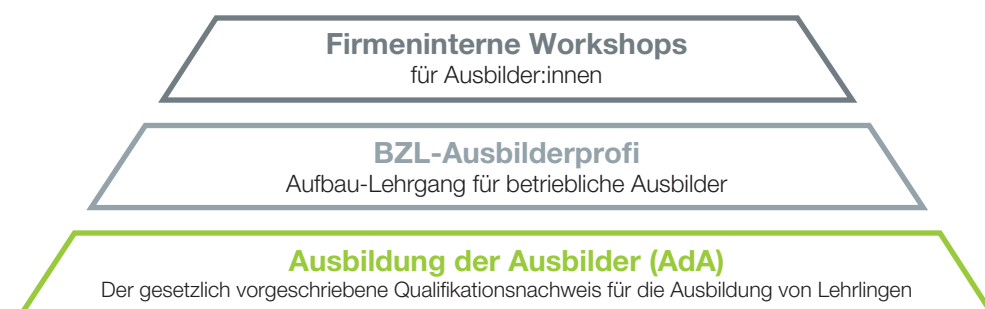 Firmeninterne Workshops
für Ausbilder:innen
BZL-Ausbilderprofi
Aufbau-Lehrgang für betriebliche Ausbilder
Ausbildung der Ausbilder (AdA)
Der gesetzlich vorgeschriebene Qualifikationsnachweis für die Ausbildung von Lehrlingen